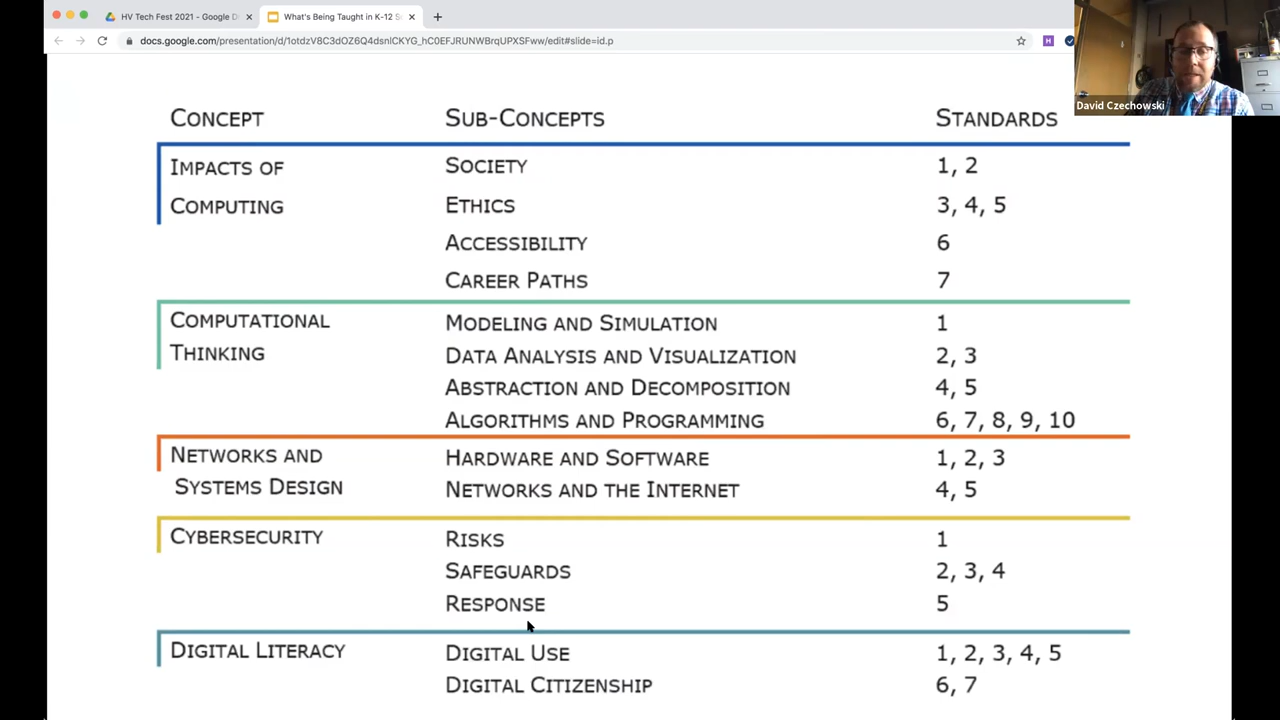 HV Tech Fest 2021 - Google D
What's Being Taught in K-12 S
docs.google.com/presentation/d/1otdzV8C3dOZ6Q4dsnlCKYG_hC0EFJRUNWBrqUPXSFww/edit#slide=id.p
H
David Czechowski
CONCEPT SUB-CONCEPTS STANDARDS
IMPACTS OF SOCIETY 1, 2
COMPUTING ETHICS 3, 4, 5
ACCESSIBILITY 6
CAREER PATHS 7
COMPUTATIONAL MODELING AND SIMULATION 1
THINKING DATA ANALYSIS AND VISUALIZATION 2, 3
ABSTRACTION AND DECOMPOSITION 4, 5
ALGORITHMS AND PROGRAMMING 6, 7, 8, 9, 10
NETWORKS AND HARDWARE AND SOFTWARE 1, 2, 3
SYSTEMS DESIGN NETWORKS AND THE INTERNET 4, 5
CYBERSECURITY RISKS 1
SAFEGUARDS 2, 3, 4
RESPONSE 5
DIGITAL LITERACY DIGITAL USE 1, 2, 3, 4, 5
DIGITAL CITIZENSHIP 6, 7